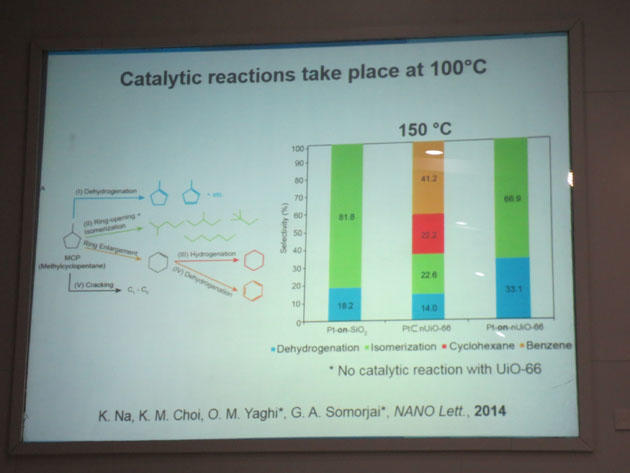 Catalytic reactions take place at 100°C
150 °C
(I) Dehydrogenation
+ etc.
(II) Ring-opening *
Isomerization
Ring Enlargement
MCP
(Methylcyclopentane)
(III) Hydrogenation
(IV) Dehydrogenation
(V) Cracking
C₁ - C₅
Selectivity (%)
100
90
80
70
60
50
40
30
20
10
0
81.8
18.2
41.2
22.2
22.6
14.0
66.9
33.1
Pt-on-SiO₂
Pt⊂nUiO-66
Pt-on-nUiO-66
Dehydrogenation Isomerization Cyclohexane Benzene
* No catalytic reaction with UiO-66
K. Na, K. M. Choi, O. M. Yaghi*, G. A. Somorjai*, NANO Lett., 2014